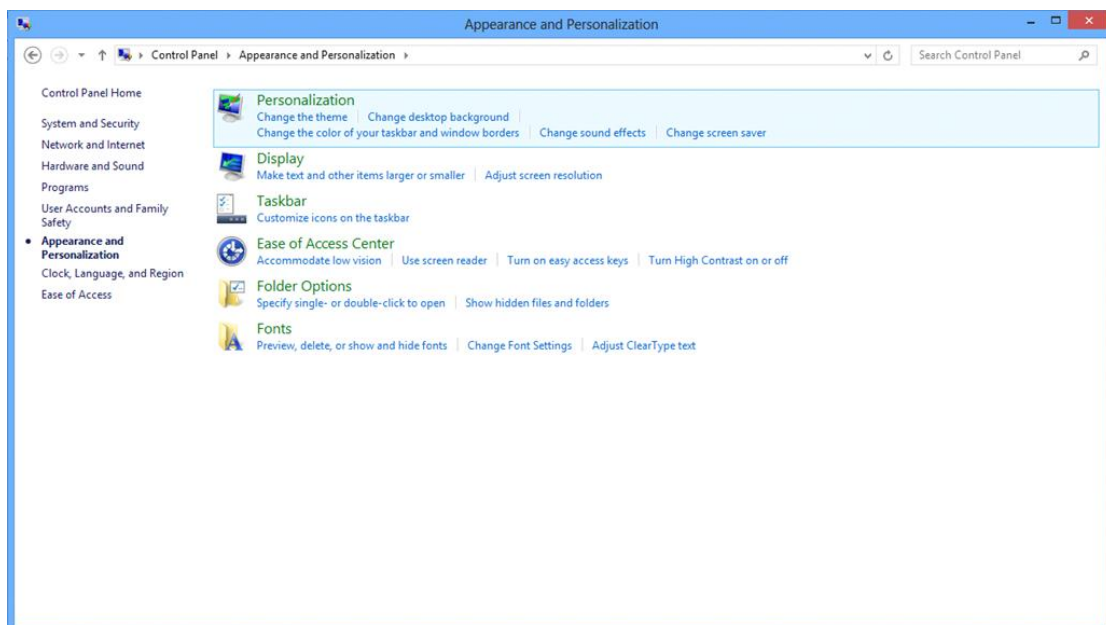 Appearance and Personalization
Control Panel Appearance and Personalization
Search Control Panel
Control Panel Home
System and Security
Network and Internet
Hardware and Sound
Programs
User Accounts and Family
Safety
Appearance and
Personalization
Clock, Language, and Region
Ease of Access
Personalization
Change the theme Change desktop background
Change the color of your taskbar and window borders Change sound effects Change screen saver
Display
Make text and other items larger or smaller Adjust screen resolution
Taskbar
Customize icons on the taskbar
Ease of Access Center
Accommodate low vision Use screen reader Turn on easy access keys Turn High Contrast on or off
Folder Options
Specify single- or double-click to open Show hidden files and folders
Fonts
Preview, delete, or show and hide fonts Change Font Settings Adjust ClearType text